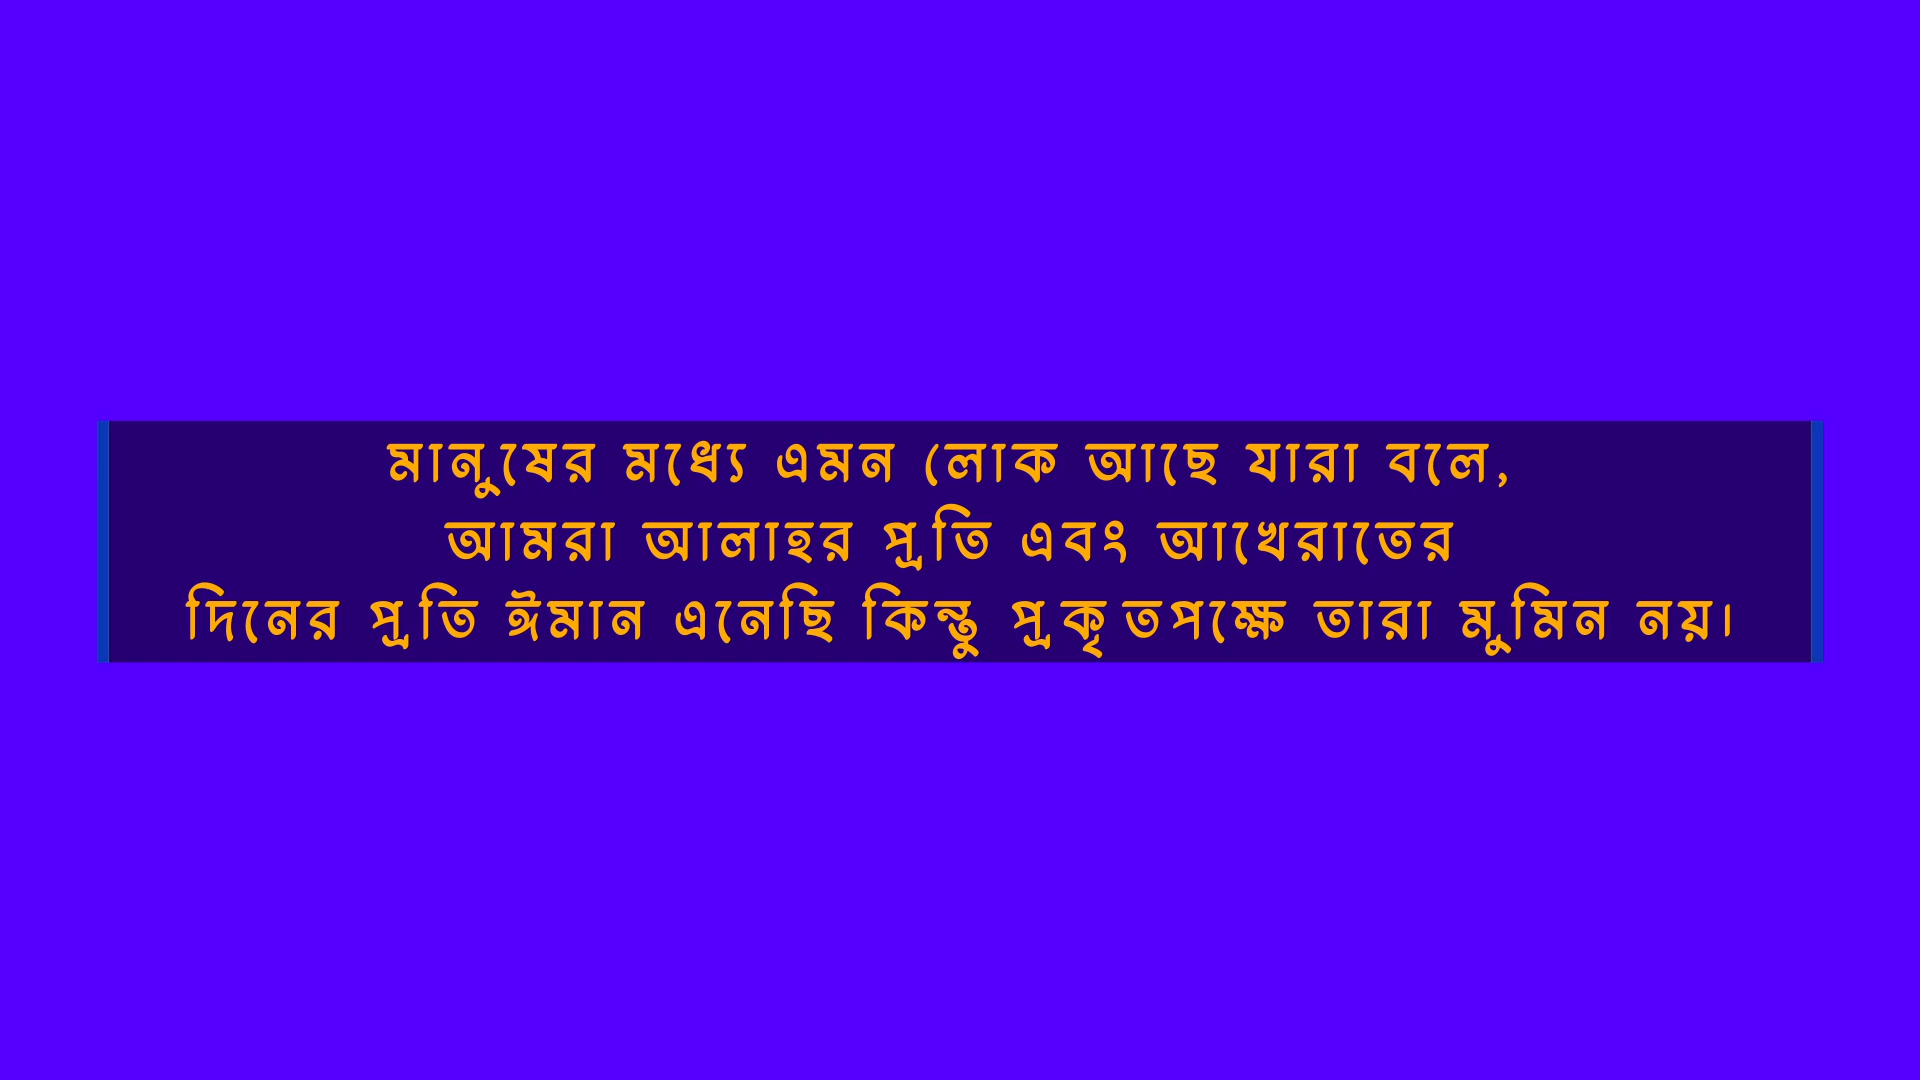 মানুষের মধ্যে এমন লোক আছে যারা বলে,
আমরা আলাহর প্রতি এবং আখেরাতের
দিনের প্রতি ঈমান এনেছি কিন্তু প্রকৃতপক্ষে তারা মুমিন নয়।